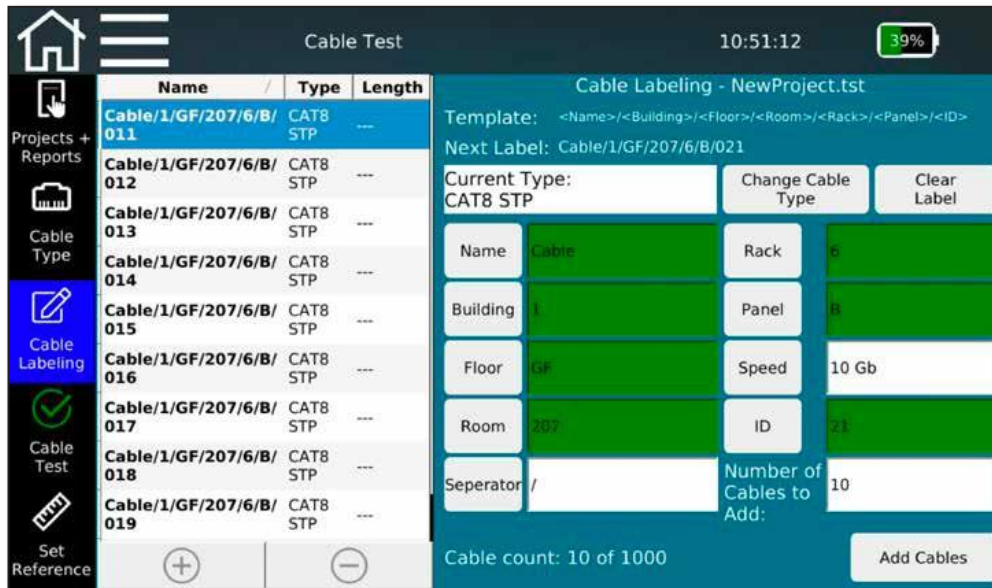 Cable Test
10:51:12
39%
Projects +
Reports
Cable
Type
Cable
Labeling
Cable
Test
Set
Reference
Name / Type Length
Cable/1/GF/207/6/B/ CAT8
011 STP ---
Cable/1/GF/207/6/B/ CAT8
012 STP ---
Cable/1/GF/207/6/B/ CAT8
013 STP ---
Cable/1/GF/207/6/B/ CAT8
014 STP ---
Cable/1/GF/207/6/B/ CAT8
015 STP ---
Cable/1/GF/207/6/B/ CAT8
016 STP ---
Cable/1/GF/207/6/B/ CAT8
017 STP ---
Cable/1/GF/207/6/B/ CAT8
018 STP ---
Cable/1/GF/207/6/B/ CAT8
019 STP ---
Cable Labeling - NewProject.tst
Template: <Name>/<Building>/<Floor>/<Room>/<Rack>/<Panel>/<ID>
Next Label: Cable/1/GF/207/6/B/021
Current Type:
CAT8 STP
Change Cable
Type
Clear
Label
Name Cable Rack 6
Building 1 Panel B
Floor GF Speed 10 Gb
Room 207 ID 21
Seperator /
Number of
Cables to
Add:
10
Cable count: 10 of 1000
Add Cables